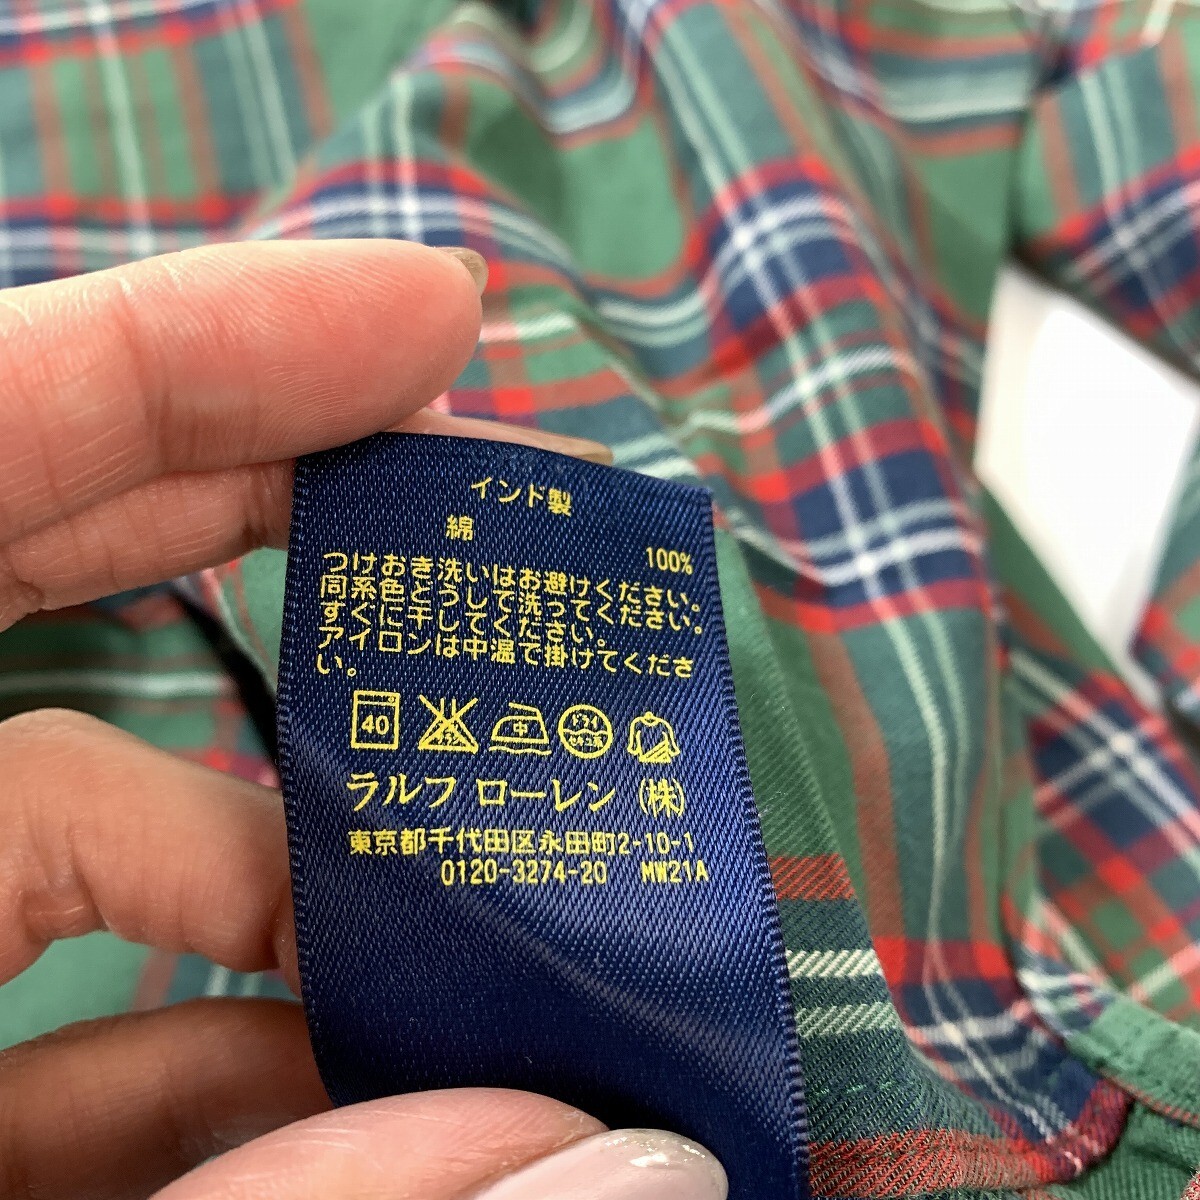 インド製
綿 100%
つけおき洗いはお避けください。
同系色どうしで洗ってください。
すぐに干してください。
アイロンは中温で掛けてくださ
い。
40 中 ドライ
ラルフ ローレン (株)
東京都千代田区永田町2-10-1
0120-3274-20 MW21A